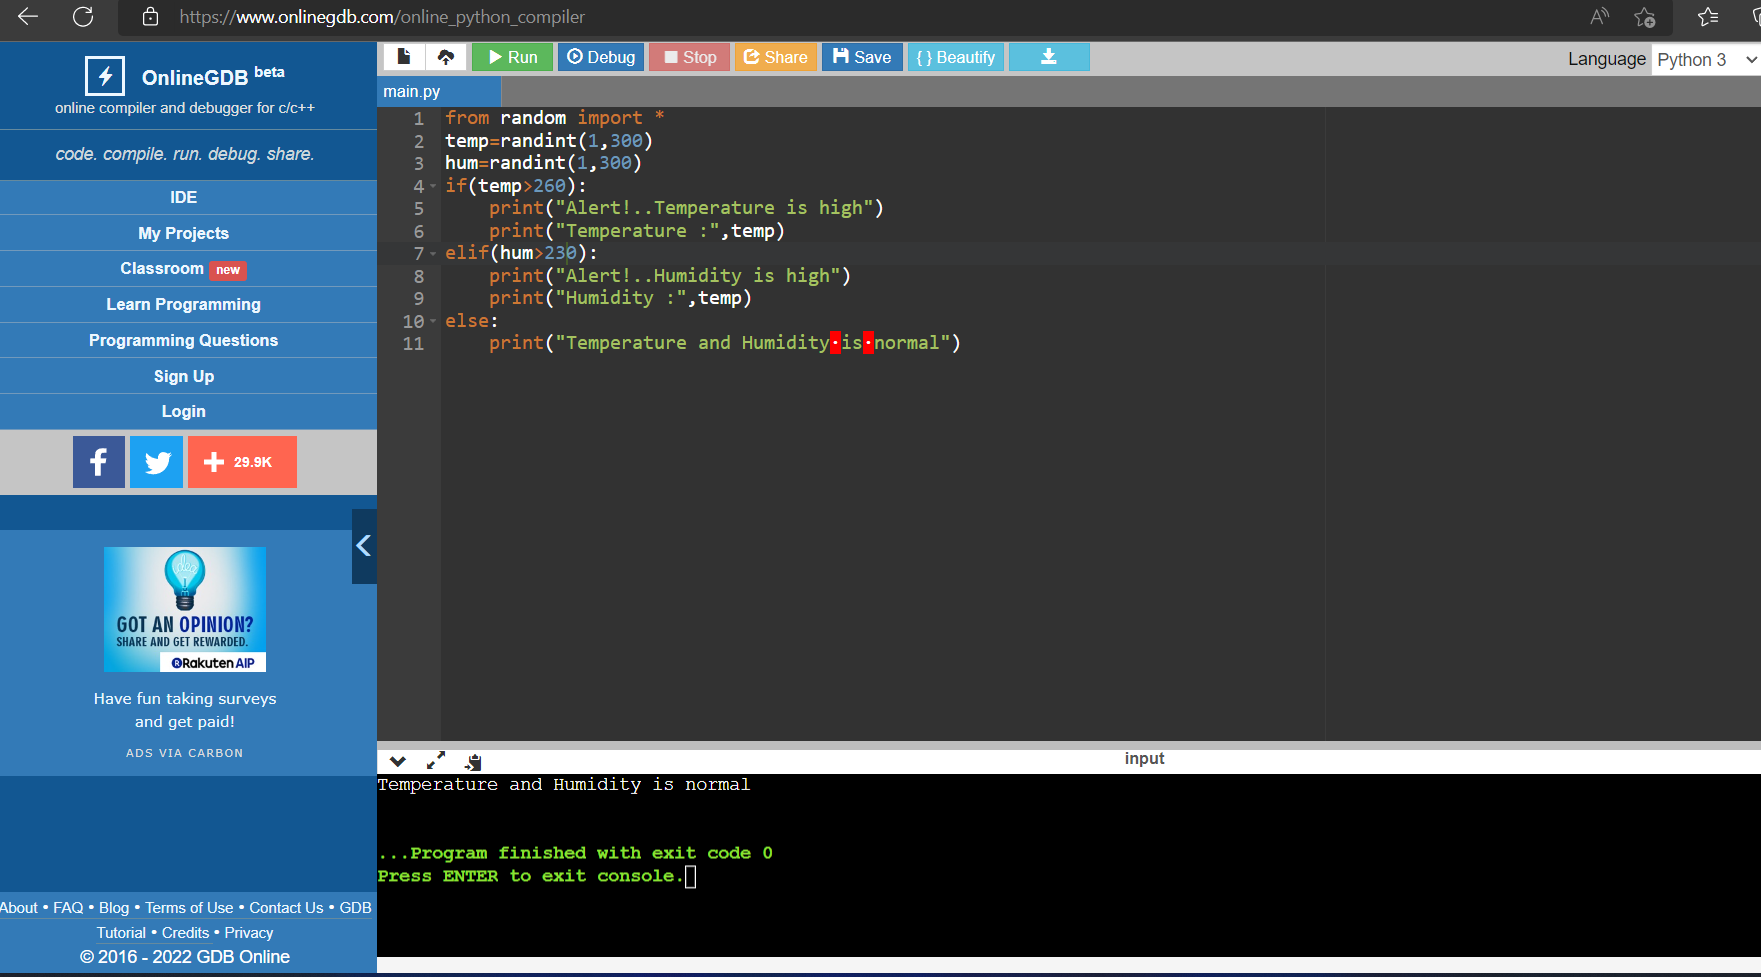 https://www.onlinegdb.com/online_python_compiler
OnlineGDB beta
online compiler and debugger for c/c++
code. compile. run. debug. share.
IDE
My Projects
Classroom new
Learn Programming
Programming Questions
Sign Up
Login
f
29.9K
GOT AN OPINION?
SHARE AND GET REWARDED.
Rakuten AIP
Have fun taking surveys
and get paid!
ADS VIA CARBON
About • FAQ • Blog • Terms of Use • Contact Us • GDB
Tutorial • Credits • Privacy
© 2016 - 2022 GDB Online
Run Debug Stop Share Save { } Beautify
Language Python 3
main.py
1 from random import *
2 temp=randint(1,300)
3 hum=randint(1,300)
4 if(temp>260):
5 print("Alert!..Temperature is high")
6 print("Temperature :",temp)
7 elif(hum>230):
8 print("Alert!..Humidity is high")
9 print("Humidity :",temp)
10 else:
11 print("Temperature and Humidity·is·normal")
input
Temperature and Humidity is normal
...Program finished with exit code 0
Press ENTER to exit console.